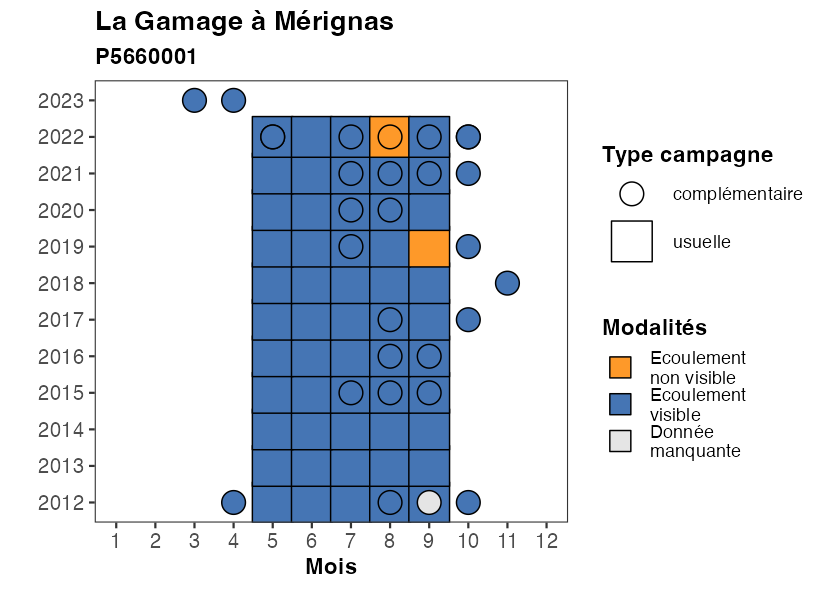 La Gamage à Mérignas
P5660001
2023
2022
2021
2020
2019
2018
2017
2016
2015
2014
2013
2012
1 2 3 4 5 6 7 8 9 10 11 12
Mois
Type campagne
complémentaire
usuelle
Modalités
Ecoulement
non visible
Ecoulement
visible
Donnée
manquante